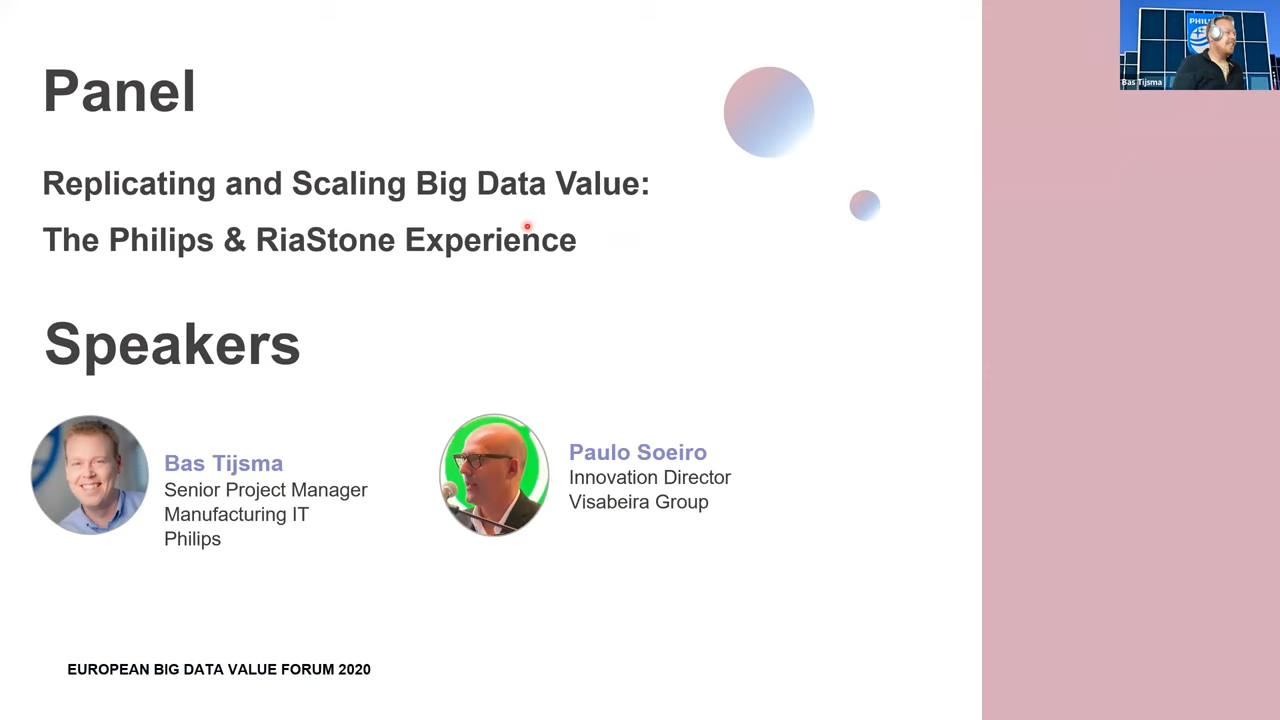 Panel
Replicating and Scaling Big Data Value:
The Philips & RiaStone Experience
Speakers
Bas Tijsma
Senior Project Manager
Manufacturing IT
Philips
Paulo Soeiro
Innovation Director
Visabeira Group
EUROPEAN BIG DATA VALUE FORUM 2020
Bas Tijsma